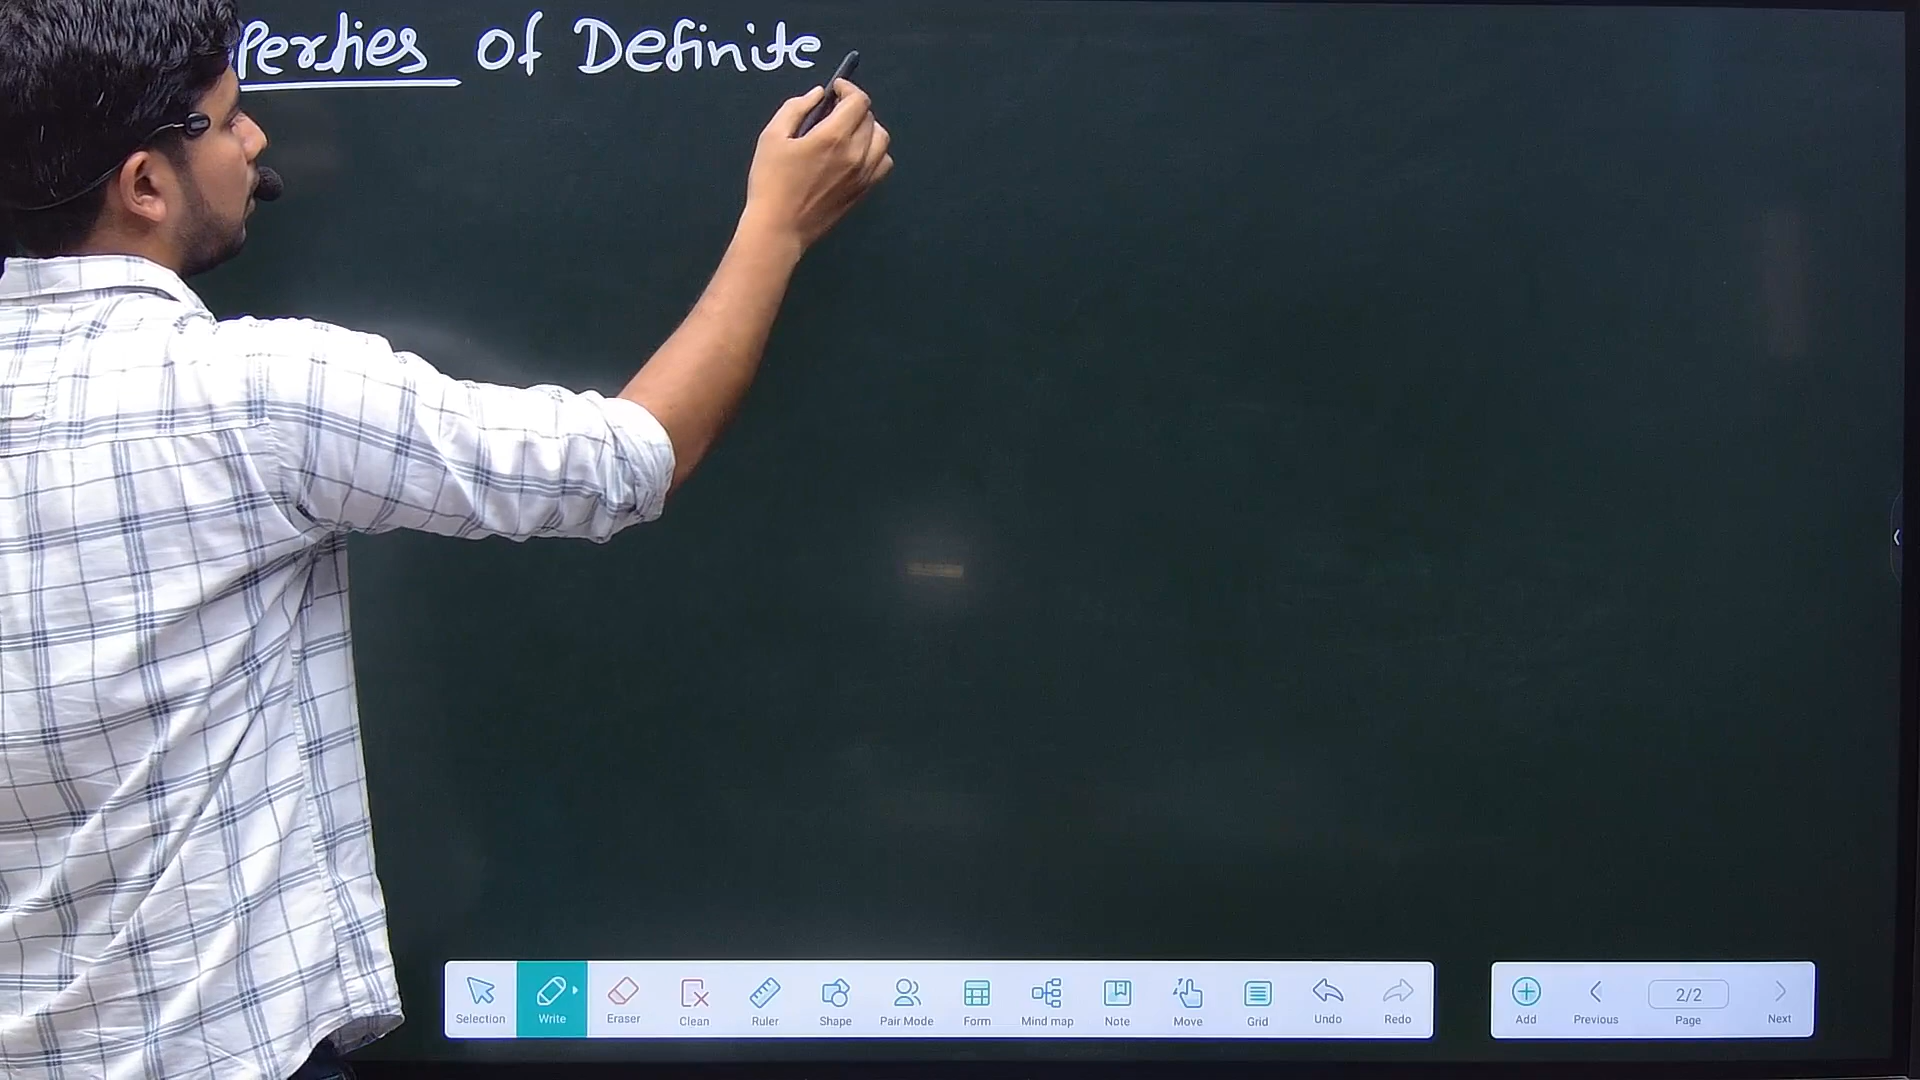 perties of Definite
Selection Write Eraser Clean Ruler Shape Pair Mode Form Mind map Note Move Grid Undo Redo Add Previous 2/2 Page Next